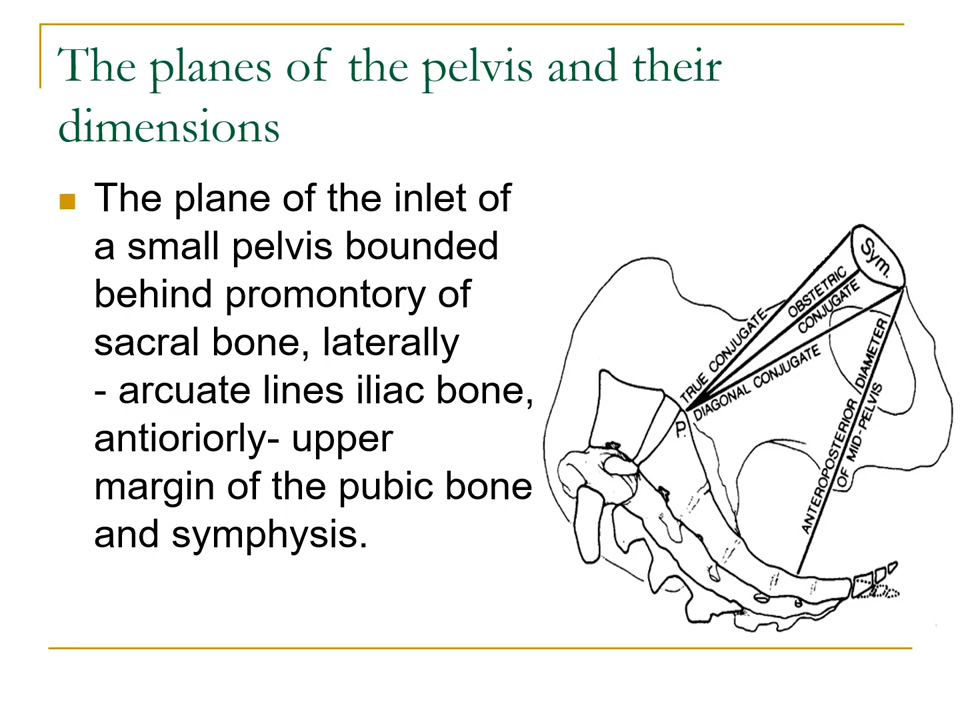 The planes of the pelvis and their
dimensions
The plane of the inlet of
a small pelvis bounded
behind promontory of
sacral bone, laterally
- arcuate lines iliac bone,
antioriorly- upper
margin of the pubic bone
and symphysis.
Sym.
TRUE CONJUGATE
OBSTETRIC
CONJUGATE
DIAGONAL CONJUGATE
P.
ANTEROPOSTERIOR DIAMETER
OF MID-PELVIS